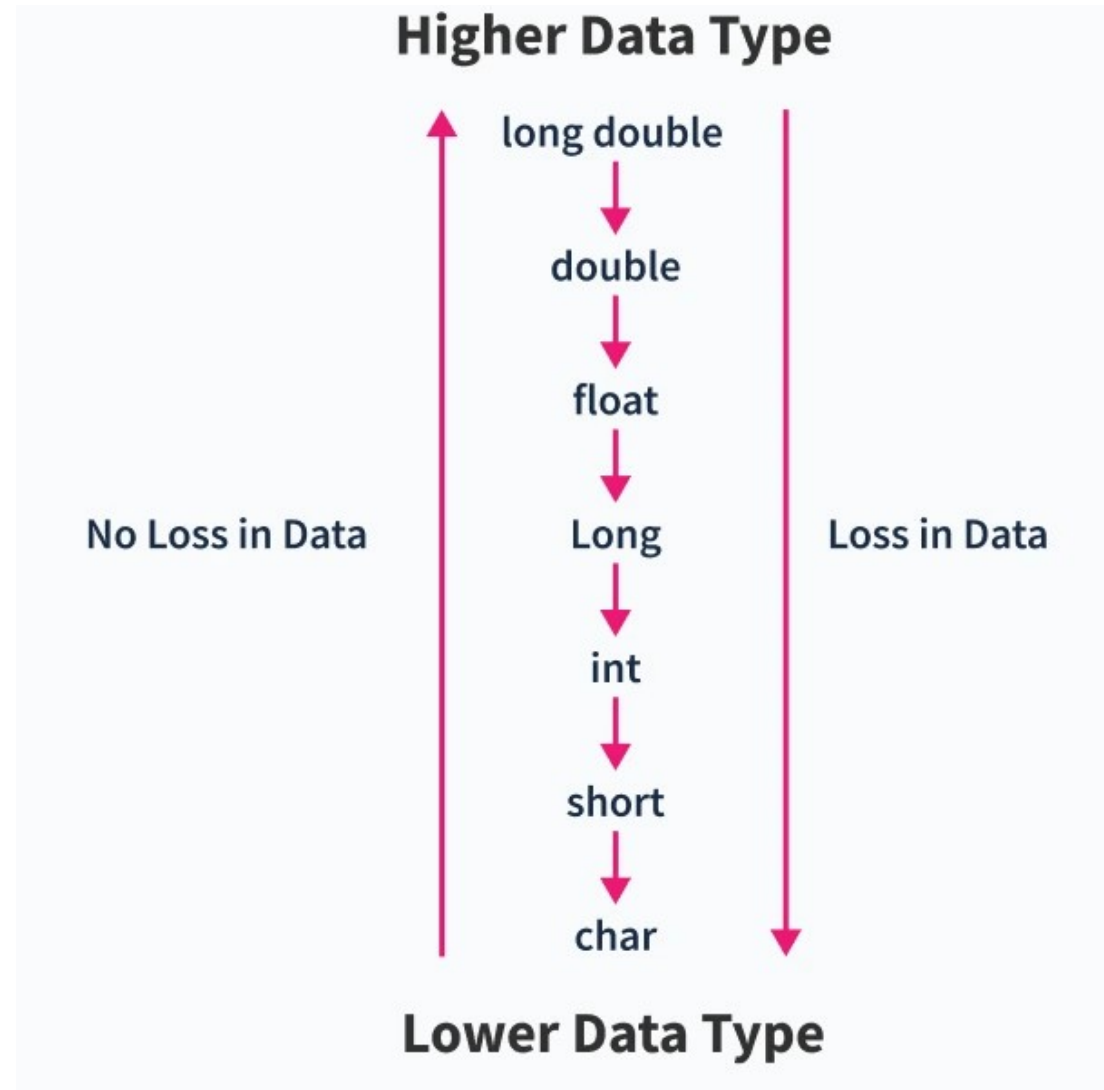 Higher Data Type
long double
double
float
No Loss in Data
Long
Loss in Data
int
short
char
Lower Data Type